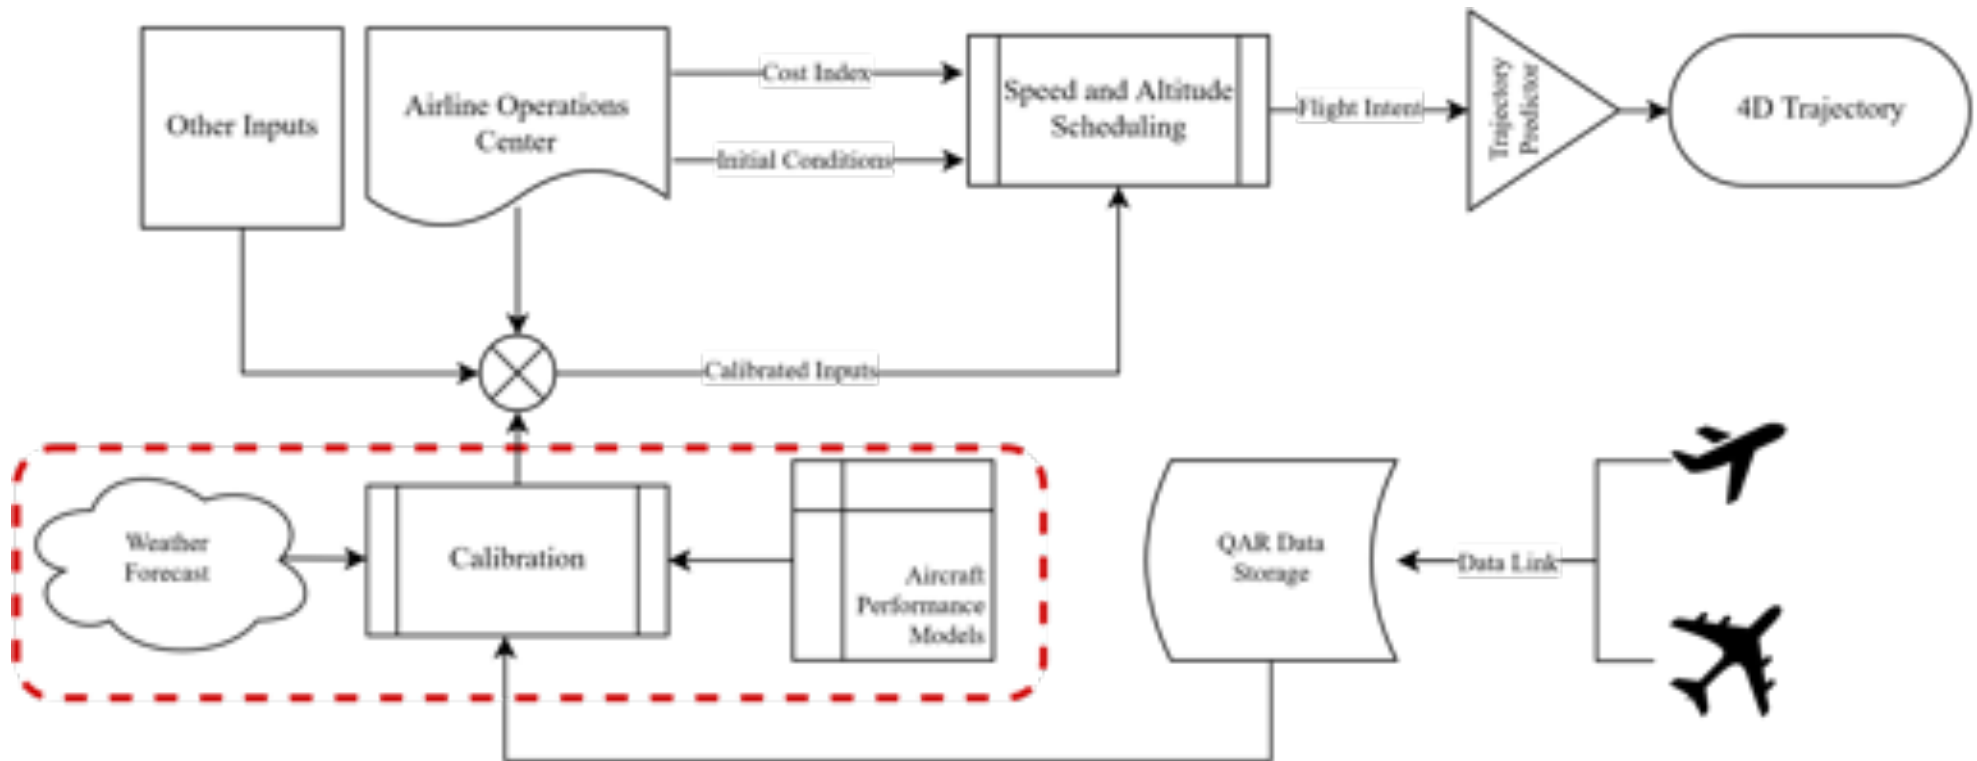 Other Inputs
Airline Operations
Center
Cost Index
Initial Conditions
Speed and Altitude
Scheduling
Flight Intent
Trajectory
Predictor
4D Trajectory
Calibrated Inputs
Weather
Forecast
Calibration
Aircraft
Performance
Models
QAR Data
Storage
Data Link